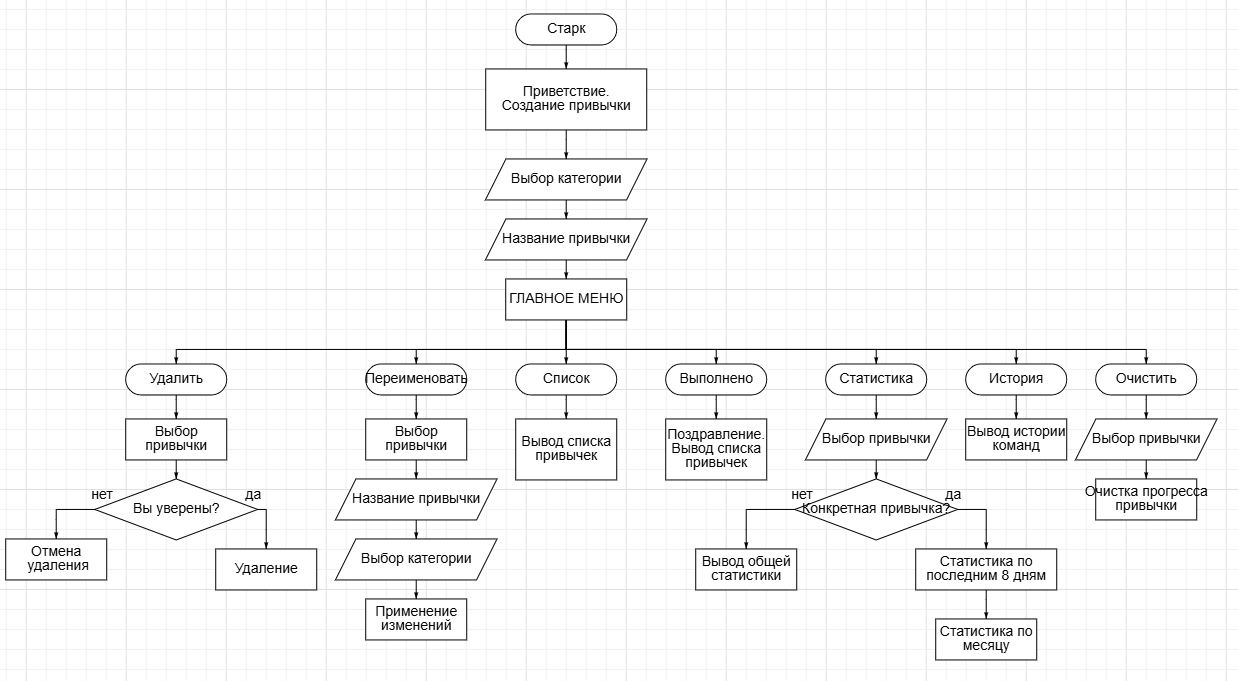 Старк
Приветствие.
Создание привычки
Выбор категории
Название привычки
ГЛАВНОЕ МЕНЮ
Удалить
Переименовать
Список
Выполнено
Статистика
История
Очистить
Выбор
привычки
Выбор
привычки
Вывод списка
привычек
Поздравление.
Вывод списка
привычек
Выбор привычки
Вывод истории
команд
Выбор привычки
нет
Вы уверены?
да
Название привычки
нет
Конкретная привычка?
да
Очистка прогресса
привычки
Отмена
удаления
Удаление
Выбор категории
Вывод общей
статистики
Статистика по
последним 8 дням
Применение
изменений
Статистика по
месяцу